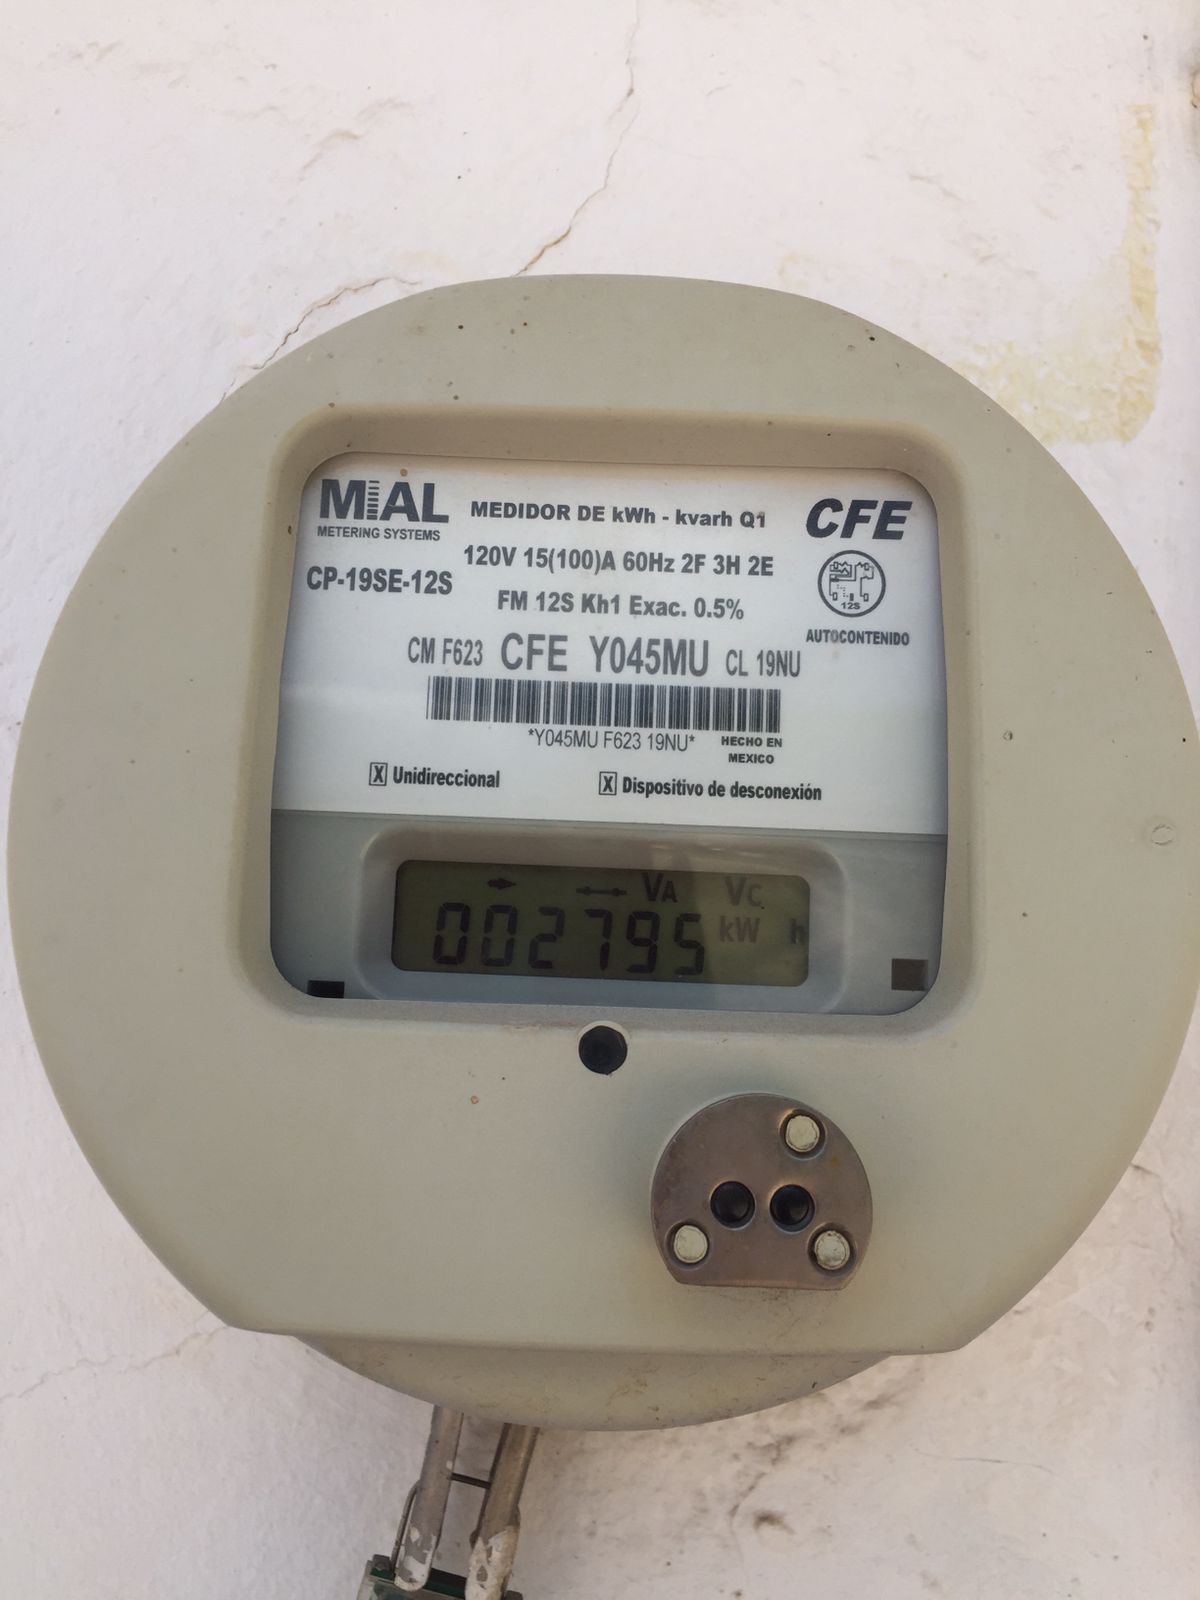 MIAL
METERING SYSTEMS
MEDIDOR DE kWh - kvarh Q1
CFE
120V 15(100)A 60Hz 2F 3H 2E
CP-19SE-12S
FM 12S Kh1 Exac. 0.5%
12S
AUTOCONTENIDO
CM F623 CFE Y045MU CL 19NU
*Y045MU F623 19NU*
HECHO EN
MEXICO
X Unidireccional
X Dispositivo de desconexión
VA VC
002795 kW h